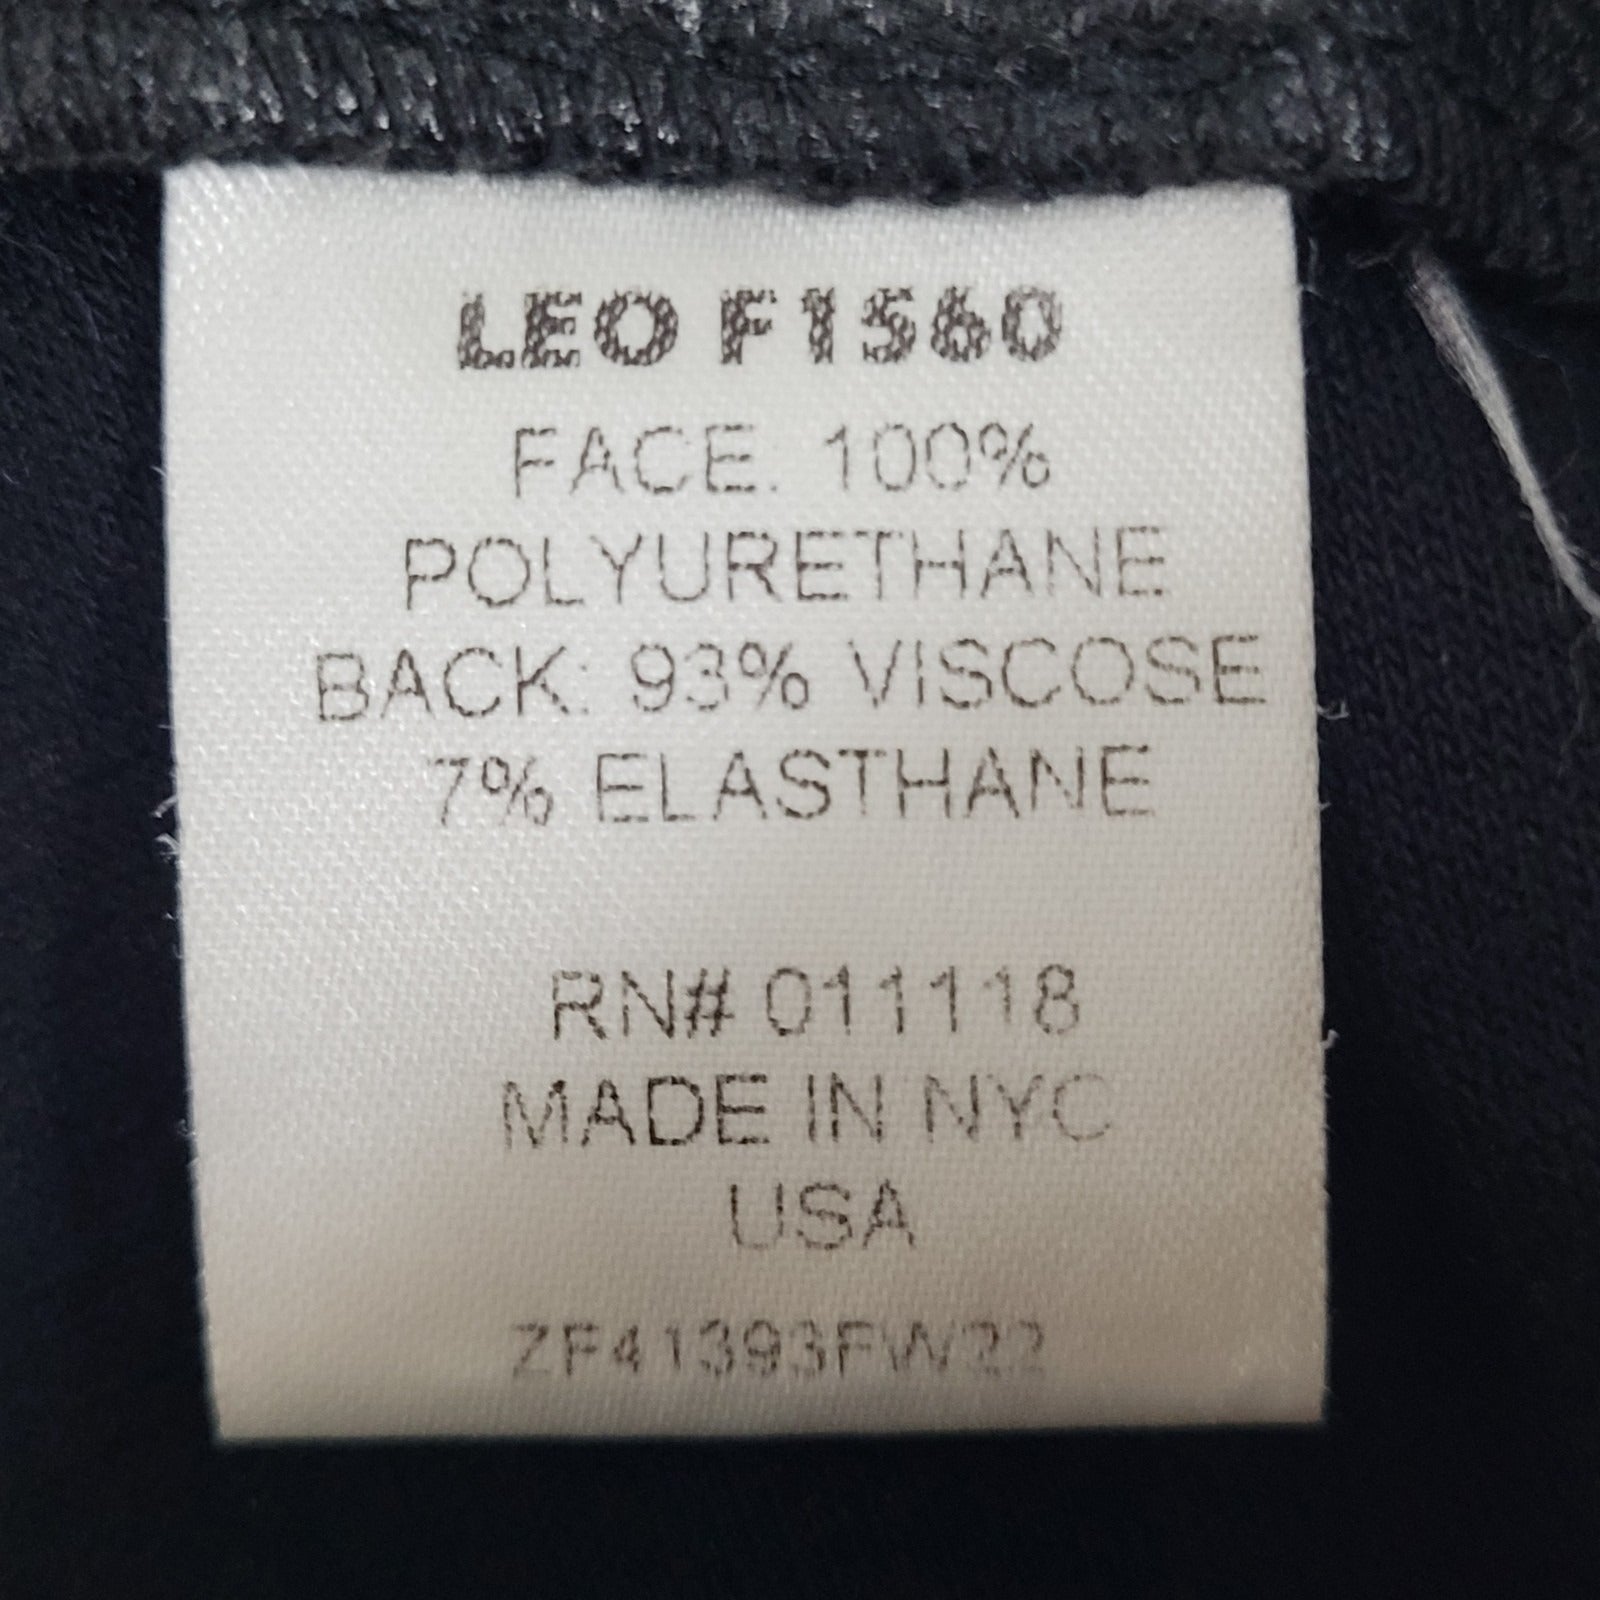 LEO F1560
FACE: 100%
POLYURETHANE
BACK: 93% VISCOSE
7% ELASTHANE
RN# 011118
MADE IN NYC
USA
ZF41393FW22